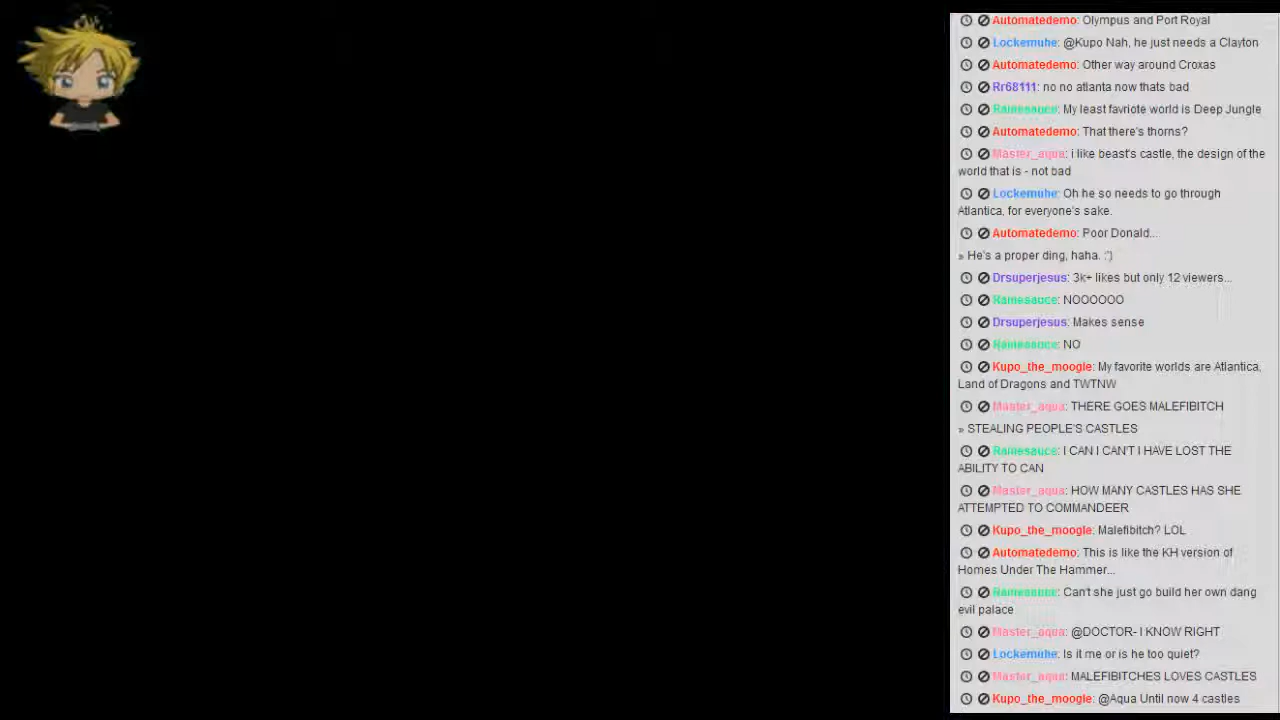 Automatedemo: Olympus and Port Royal
Lockemuhe: @Kupo Nah, he just needs a Clayton
Automatedemo: Other way around Croxas
Rr68111: no no atlanta now thats bad
Ramesauce: My least favriote world is Deep Jungle
Automatedemo: That there's thorns?
Master_aqua: i like beast's castle, the design of the
world that is - not bad
Lockemuhe: Oh he so needs to go through
Atlantica, for everyone's sake.
Automatedemo: Poor Donald...
» He's a proper ding, haha. :')
Drsuperjesus: 3k+ likes but only 12 viewers...
Ramesauce: NOOOOOO
Drsuperjesus: Makes sense
Ramesauce: NO
Kupo_the_moogle: My favorite worlds are Atlantica,
Land of Dragons and TWTNW
Master_aqua: THERE GOES MALEFIBITCH
» STEALING PEOPLE'S CASTLES
Ramesauce: I CAN I CAN'T I HAVE LOST THE
ABILITY TO CAN
Master_aqua: HOW MANY CASTLES HAS SHE
ATTEMPTED TO COMMANDEER
Kupo_the_moogle: Malefibitch? LOL
Automatedemo: This is like the KH version of
Homes Under The Hammer...
Ramesauce: Can't she just go build her own dang
evil palace
Master_aqua: @DOCTOR- I KNOW RIGHT
Lockemuhe: Is it me or is he too quiet?
Master_aqua: MALEFIBITCHES LOVES CASTLES
Kupo_the_moogle: @Aqua Until now 4 castles